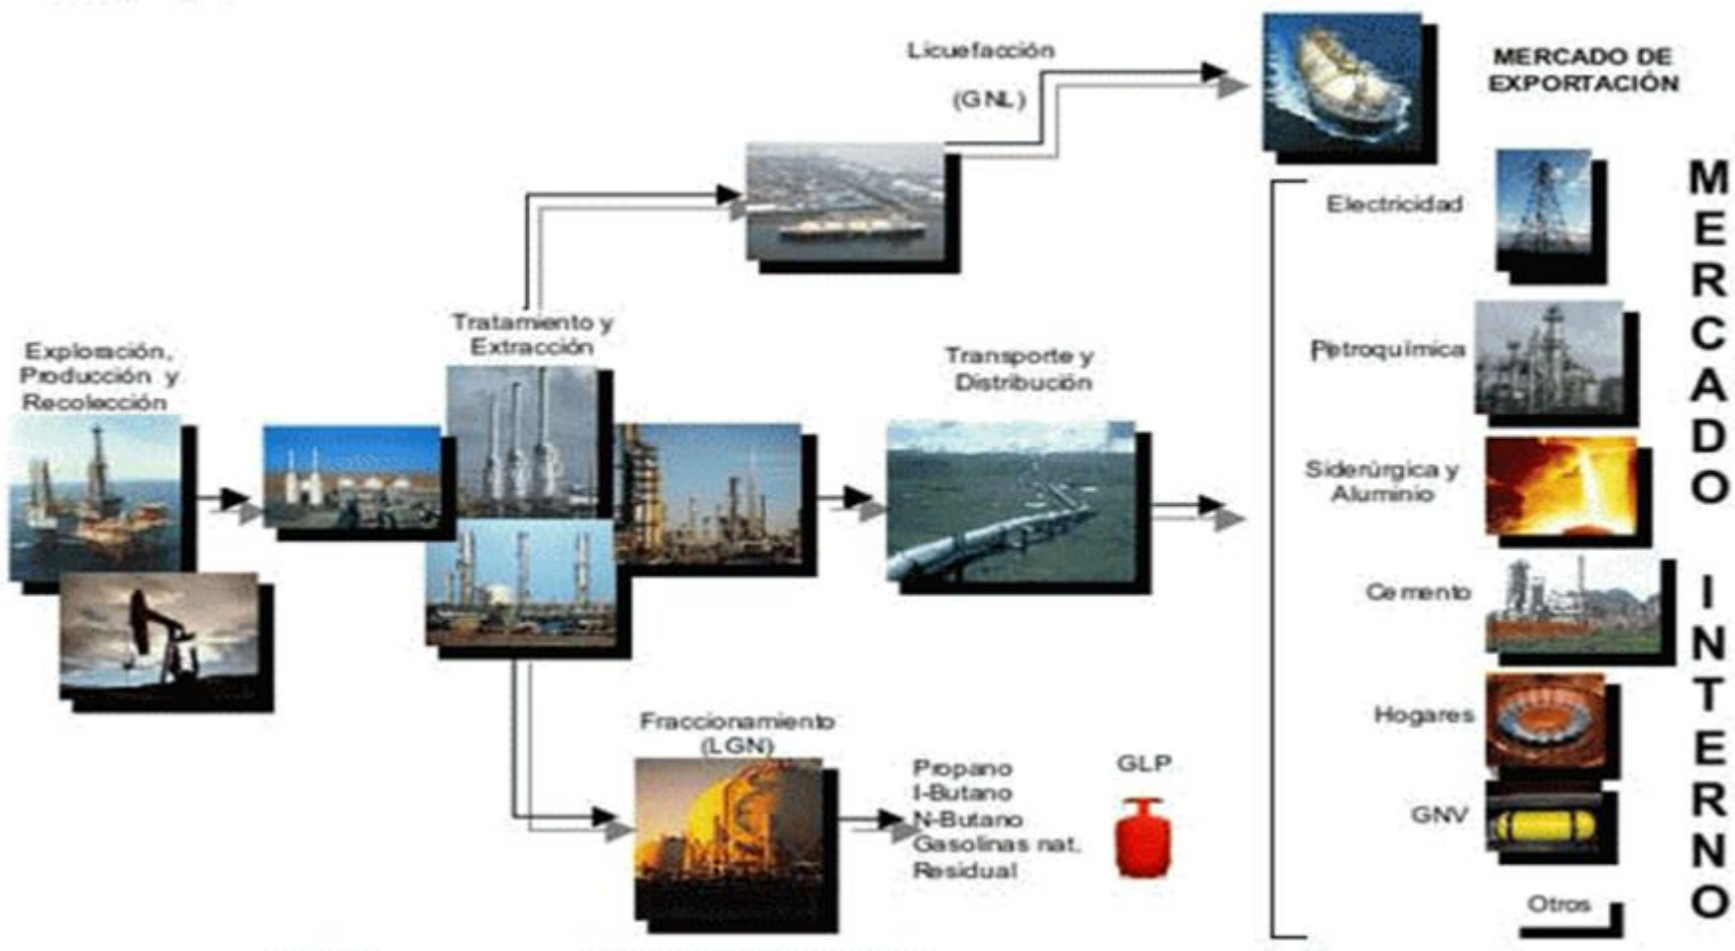 Licuefacción
(GNL)
MERCADO DE
EXPORTACIÓN
Tratamiento y
Extracción
Exploración,
Producción y
Recolección
Transporte y
Distribución
Fraccionamiento
(LGN)
Propano
I-Butano
N-Butano
Gasolinas nat.
Residual
GLP
Electricidad
Petroquímica
Siderúrgica y
Aluminio
Cemento
Hogares
GNV
Otros
MERCADO INTERNO